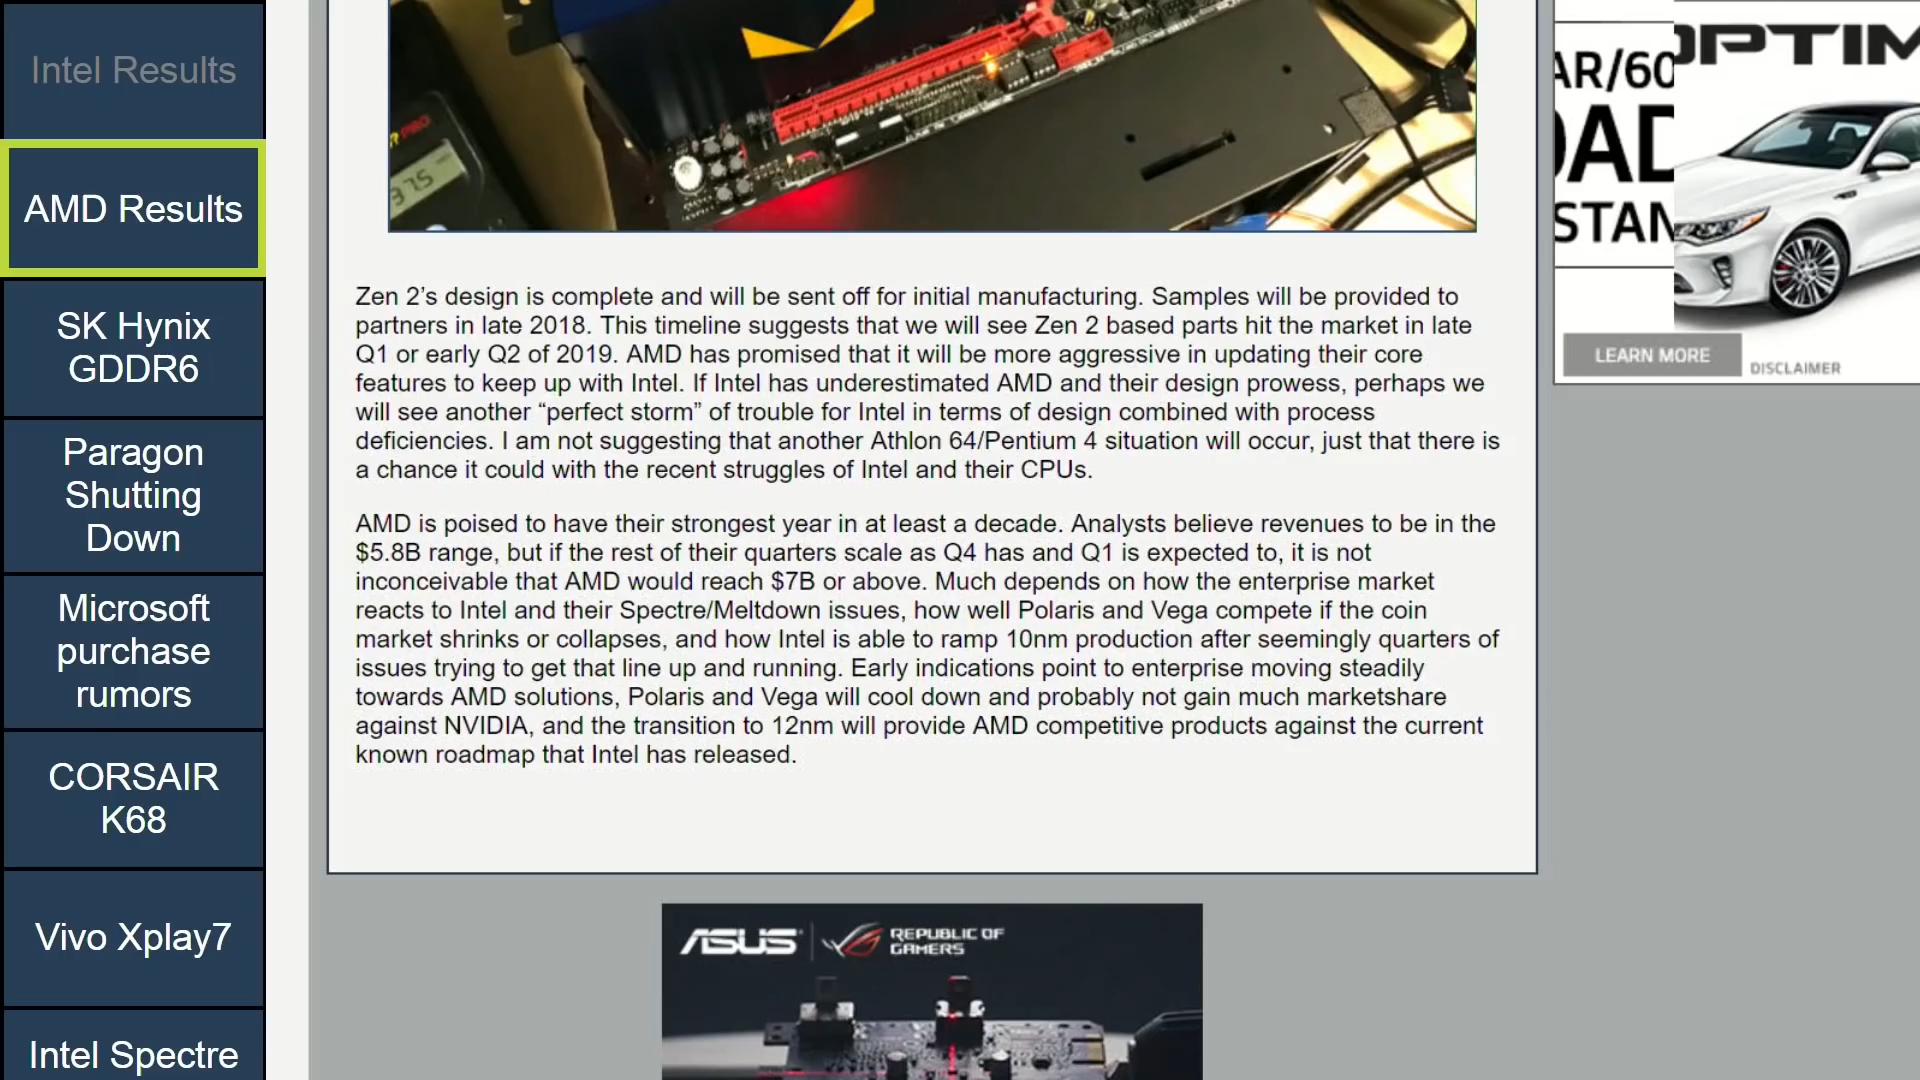 Intel Results
AMD Results
SK Hynix
GDDR6
Paragon
Shutting
Down
Microsoft
purchase
rumors
CORSAIR
K68
Vivo Xplay7
Intel Spectre
Zen 2’s design is complete and will be sent off for initial manufacturing. Samples will be provided to
partners in late 2018. This timeline suggests that we will see Zen 2 based parts hit the market in late
Q1 or early Q2 of 2019. AMD has promised that it will be more aggressive in updating their core
features to keep up with Intel. If Intel has underestimated AMD and their design prowess, perhaps we
will see another “perfect storm” of trouble for Intel in terms of design combined with process
deficiencies. I am not suggesting that another Athlon 64/Pentium 4 situation will occur, just that there is
a chance it could with the recent struggles of Intel and their CPUs.
AMD is poised to have their strongest year in at least a decade. Analysts believe revenues to be in the
$5.8B range, but if the rest of their quarters scale as Q4 has and Q1 is expected to, it is not
inconceivable that AMD would reach $7B or above. Much depends on how the enterprise market
reacts to Intel and their Spectre/Meltdown issues, how well Polaris and Vega compete if the coin
market shrinks or collapses, and how Intel is able to ramp 10nm production after seemingly quarters of
issues trying to get that line up and running. Early indications point to enterprise moving steadily
towards AMD solutions, Polaris and Vega will cool down and probably not gain much marketshare
against NVIDIA, and the transition to 12nm will provide AMD competitive products against the current
known roadmap that Intel has released.
ASUS
REPUBLIC OF
GAMERS
OPTIM
AR/60
OAD
STAN
LEARN MORE
DISCLAIMER